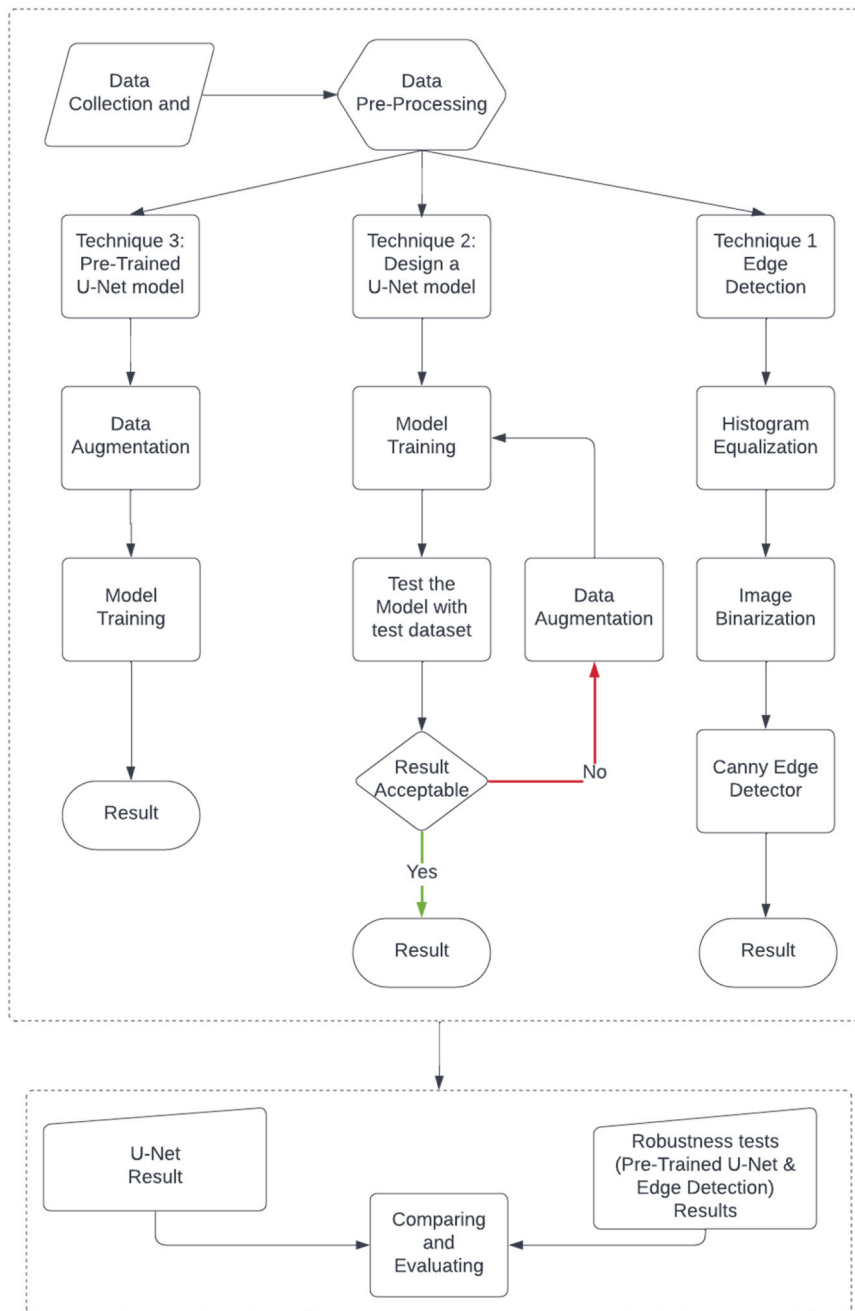 Data
Collection and
Data
Pre-Processing
Technique 3:
Pre-Trained
U-Net model
Technique 2:
Design a
U-Net model
Technique 1
Edge
Detection
Data
Augmentation
Model
Training
Histogram
Equalization
Model
Training
Test the
Model with
test dataset
Data
Augmentation
Image
Binarization
Result
Result
Acceptable
No
Canny Edge
Detector
Yes
Result
Result
U-Net
Result
Robustness tests
(Pre-Trained U-Net &
Edge Detection)
Results
Comparing
and
Evaluating